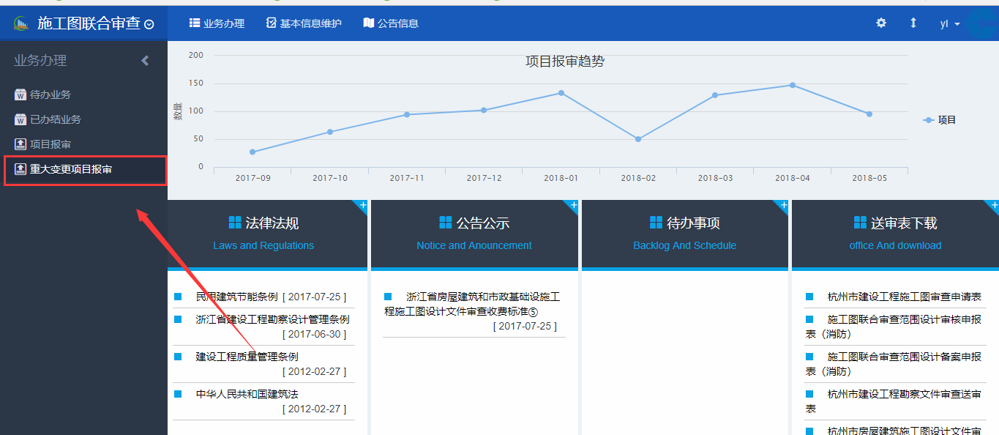 施工图联合审查
业务办理 基本信息维护 公告信息
yl
业务办理
待办业务
已办结业务
项目报审
重大变更项目报审
项目报审趋势
数量
200
150
100
50
0
2017-09 2017-10 2017-11 2017-12 2018-01 2018-02 2018-03 2018-04 2018-05
项目
法律法规
Laws and Regulations
民用建筑节能条例 [ 2017-07-25 ]
浙江省建设工程勘察设计管理条例
[ 2017-06-30 ]
建设工程质量管理条例
[ 2012-02-27 ]
中华人民共和国建筑法
[ 2012-02-27 ]
公告公示
Notice and Anouncement
浙江省房屋建筑和市政基础设施工
程施工图设计文件审查收费标准⑤
[ 2017-07-25 ]
待办事项
Backlog And Schedule
送审表下载
office And download
杭州市建设工程施工图审查申请表
施工图联合审查范围设计审核申报
表（消防）
施工图联合审查范围设计备案申报
表（消防）
杭州市建设工程勘察文件审查送审
表
杭州市房屋建筑施工图设计文件审